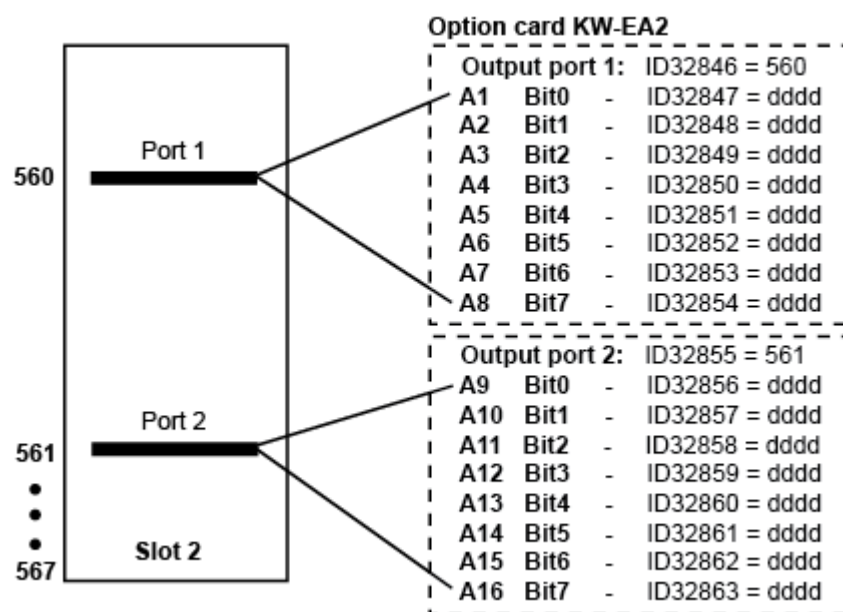 Option card KW-EA2
Output port 1: ID32846 = 560
A1 Bit0 - ID32847 = dddd
A2 Bit1 - ID32848 = dddd
A3 Bit2 - ID32849 = dddd
A4 Bit3 - ID32850 = dddd
A5 Bit4 - ID32851 = dddd
A6 Bit5 - ID32852 = dddd
A7 Bit6 - ID32853 = dddd
A8 Bit7 - ID32854 = dddd
Port 1
560
Output port 2: ID32855 = 561
A9 Bit0 - ID32856 = dddd
A10 Bit1 - ID32857 = dddd
A11 Bit2 - ID32858 = dddd
A12 Bit3 - ID32859 = dddd
A13 Bit4 - ID32860 = dddd
A14 Bit5 - ID32861 = dddd
A15 Bit6 - ID32862 = dddd
A16 Bit7 - ID32863 = dddd
Port 2
561
Slot 2
567